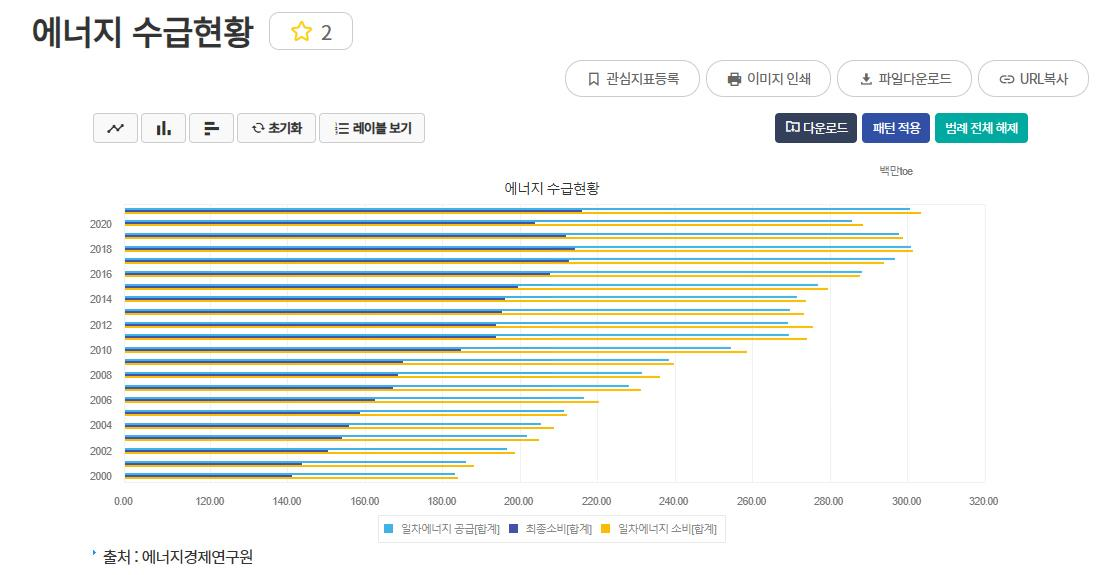 에너지 수급현황 2
관심지표등록 이미지 인쇄 파일다운로드 URL복사
초기화 레이블 보기 다운로드 패턴 적용 범례 전체 해제
백만toe
에너지 수급현황
2020
2018
2016
2014
2012
2010
2008
2006
2004
2002
2000
0.00 120.00 140.00 160.00 180.00 200.00 220.00 240.00 260.00 280.00 300.00 320.00
일차에너지 공급[합계] 최종소비[합계] 일차에너지 소비[합계]
출처 : 에너지경제연구원